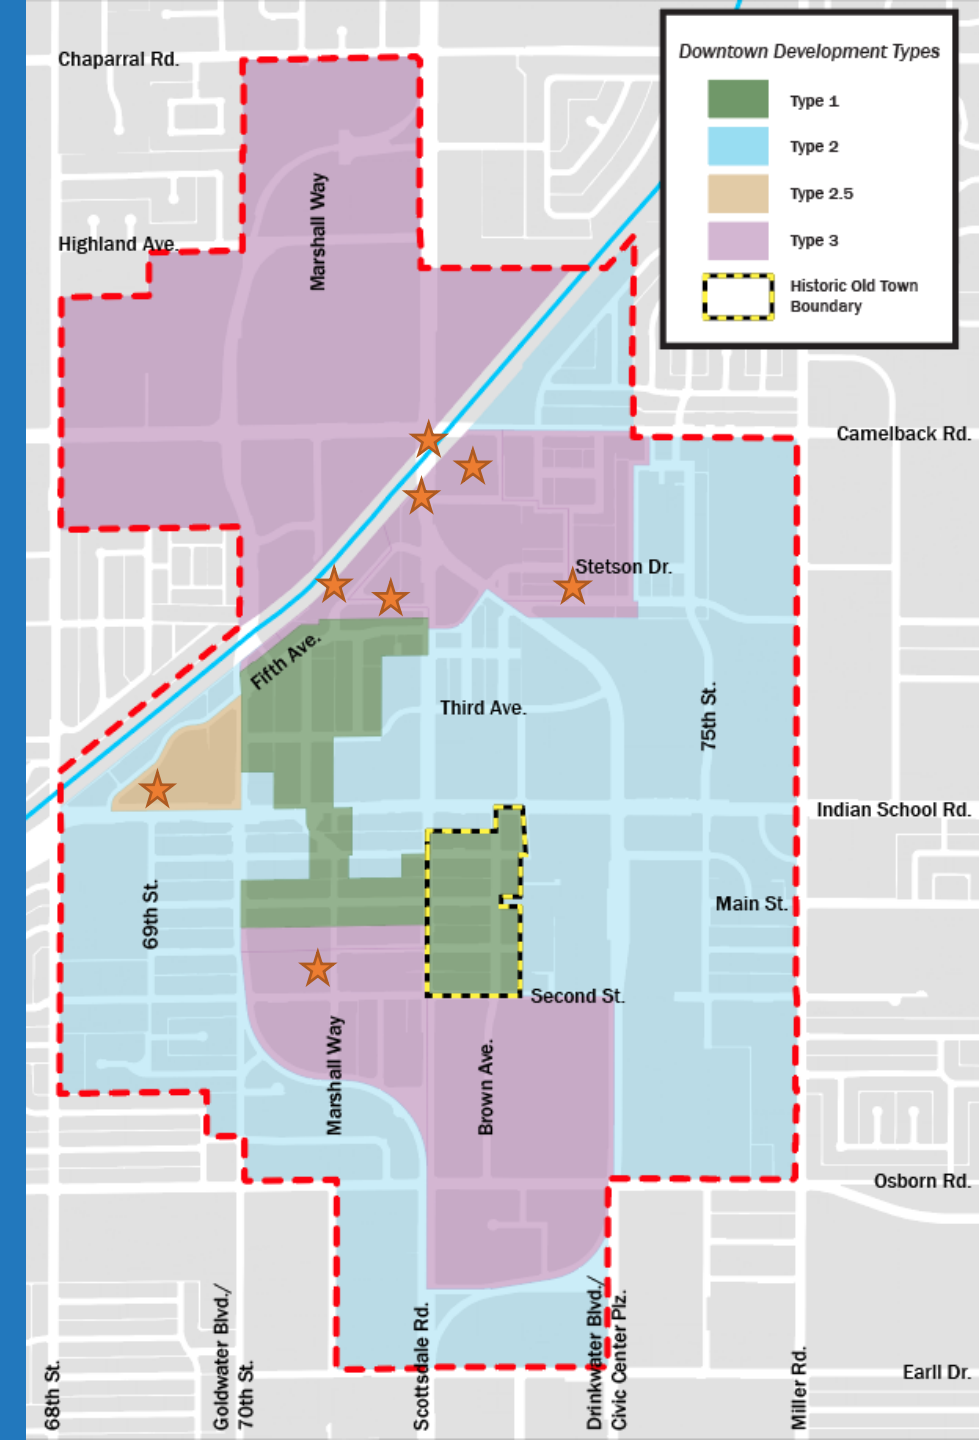 Downtown Development Types
Type 1
Type 2
Type 2.5
Type 3
Historic Old Town
Boundary
Chaparral Rd.
Marshall Way
Highland Ave.
Camelback Rd.
Stetson Dr.
Fifth Ave.
Third Ave.
75th St.
Indian School Rd.
69th St.
Main St.
Second St.
Marshall Way
Brown Ave.
Osborn Rd.
68th St.
Goldwater Blvd./
70th St.
Scottsdale Rd.
Drinkwater Blvd./
Civic Center Plz.
Miller Rd.
Earll Dr.